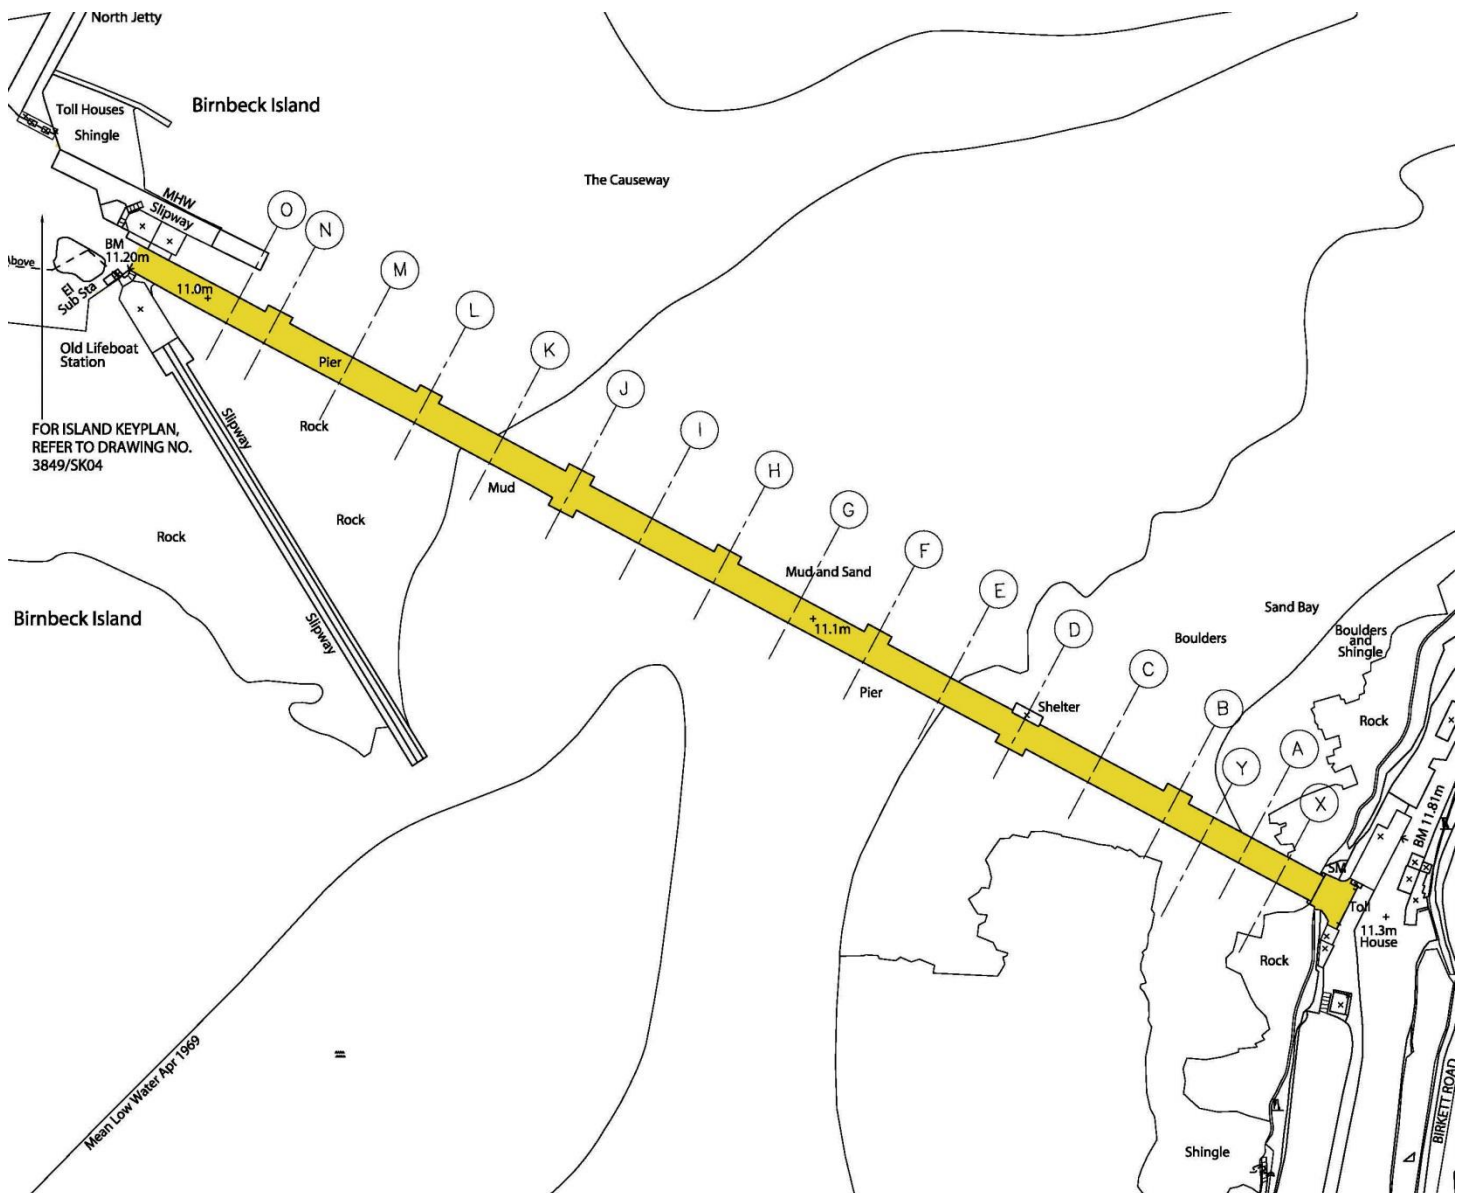 North Jetty
Toll Houses
Shingle
Birnbeck Island
The Causeway
MHW
Slipway
BM
11.20m
Above
El
Sub Sta
11.0m
Old Lifeboat
Station
FOR ISLAND KEYPLAN,
REFER TO DRAWING NO.
3849/SK04
O
N
M
L
K
J
I
H
G
F
E
D
C
B
Y
A
X
Pier
Rock
Slipway
Mud
Rock
Rock
Birnbeck Island
Slipway
Mud and Sand
11.1m
Pier
Shelter
Boulders
Sand Bay
Boulders
and
Shingle
Rock
BM 11.81m
SM
Toll
11.3m
House
Rock
Shingle
BIRKETT ROAD
Mean Low Water Apr 1969